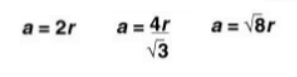 a = 2r a = 4r/√3 a = √8r